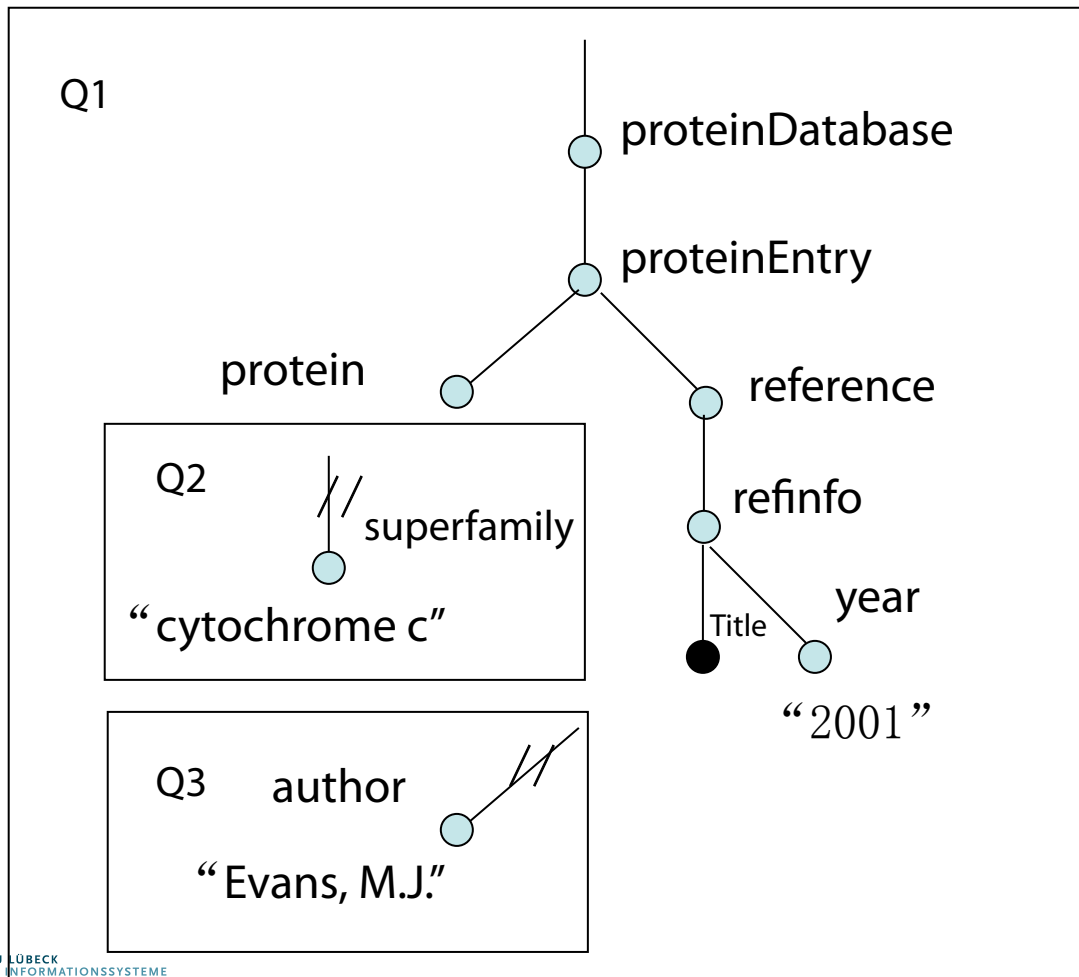 Q1
proteinDatabase
proteinEntry
protein
reference
Q2
superfamily
“cytochrome c”
refinfo
Title
year
“2001”
Q3
author
“Evans, M.J.”
LÜBECK
INFORMATIONSSYSTEME